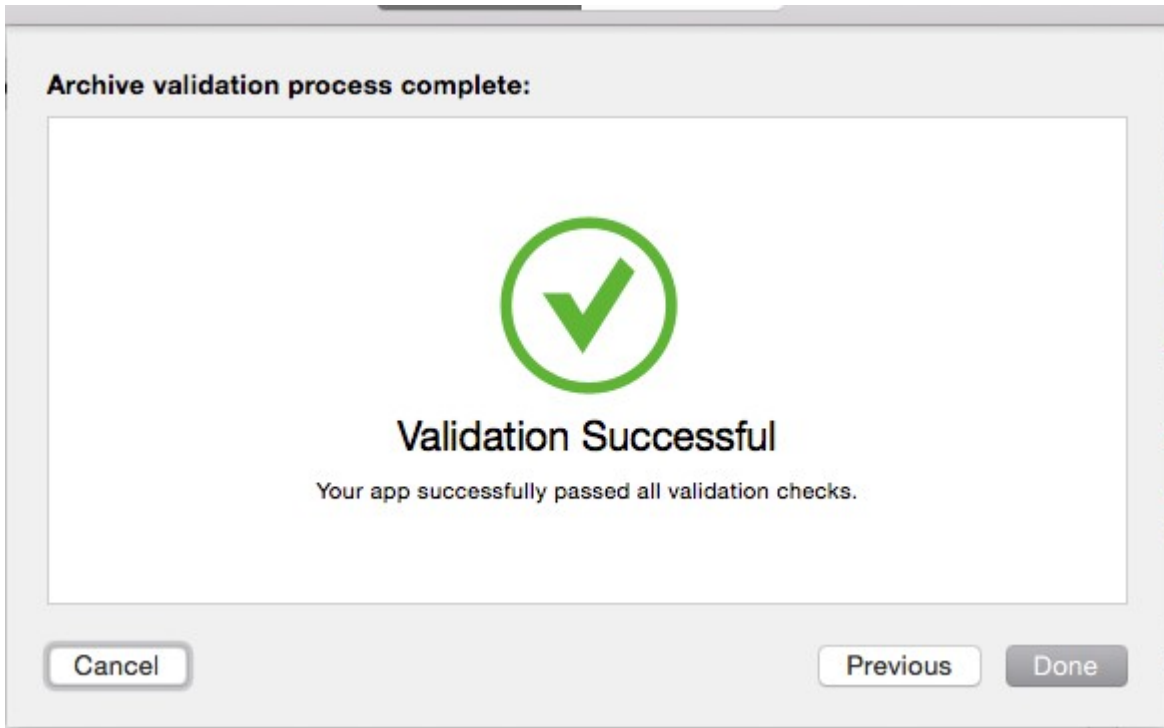 Archive validation process complete:
Validation Successful
Your app successfully passed all validation checks.
Cancel
Previous
Done